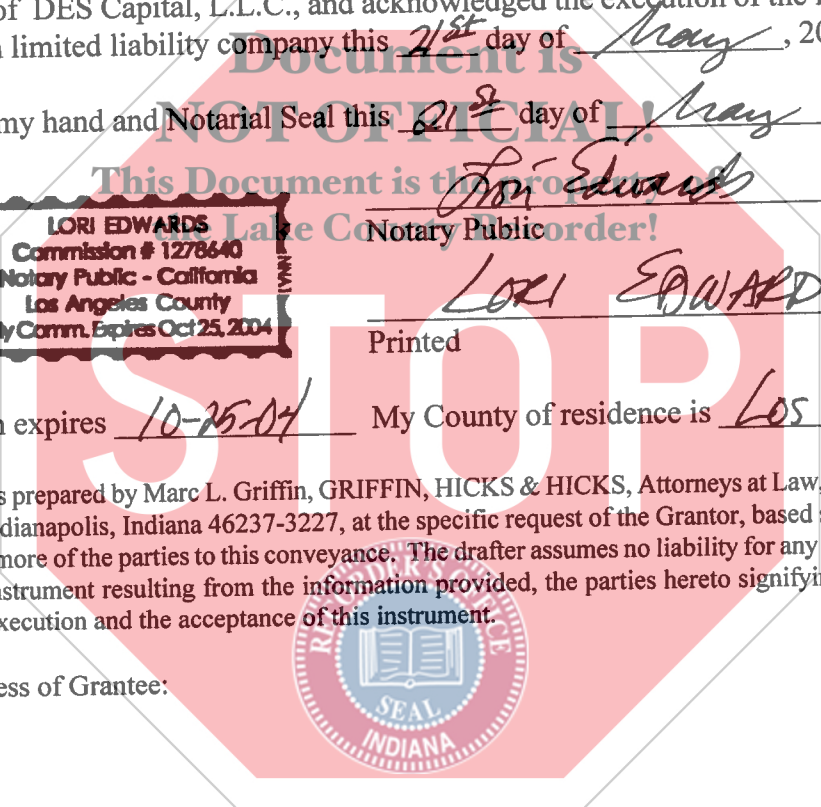 of DES Capital, L.L.C., and acknowledged the execution of the
limited liability company this 21st day of May, 20
Document is
my hand and Notarial Seal this 21st day of May
NOT OFFICIAL!
This Document is the property of
Lori Edwards
the Lake County Recorder!
Notary Public
LORI EDWARDS
Commission # 1278640
Notary Public - California
Los Angeles County
My Comm. Expires Oct 25, 2004
LYNN
LORI EDWARD
Printed
STOP
expires 10-25-04 My County of residence is Los
prepared by Marc L. Griffin, GRIFFIN, HICKS & HICKS, Attorneys at Law,
dianapolis, Indiana 46237-3227, at the specific request of the Grantor, based
more of the parties to this conveyance. The drafter assumes no liability for any
strument resulting from the information provided, the parties hereto signifyin
xecution and the acceptance of this instrument.
RECORDER'S OFFICE
SEAL
INDIANA
ess of Grantee: